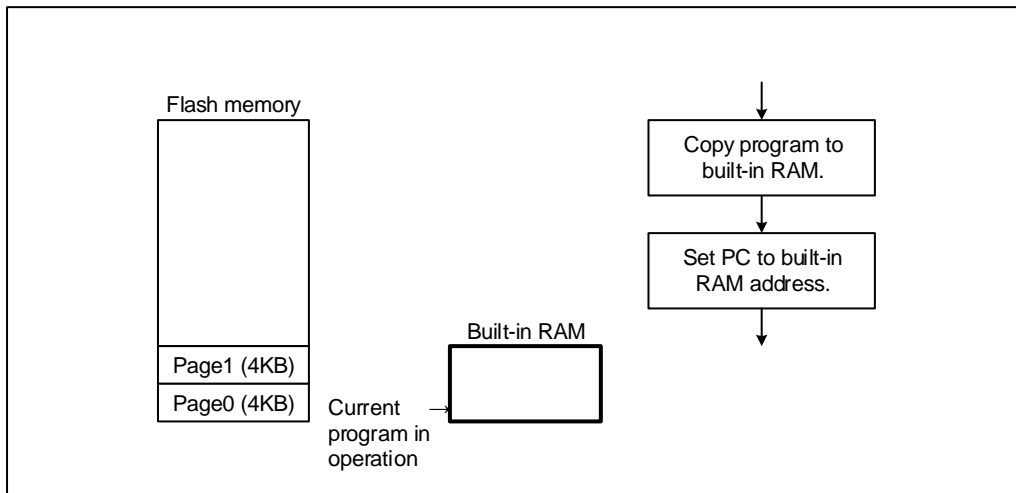 Flash memory
Page1 (4KB)
Page0 (4KB)
Current
program in
operation
Built-in RAM
Copy program to
built-in RAM.
Set PC to built-in
RAM address.